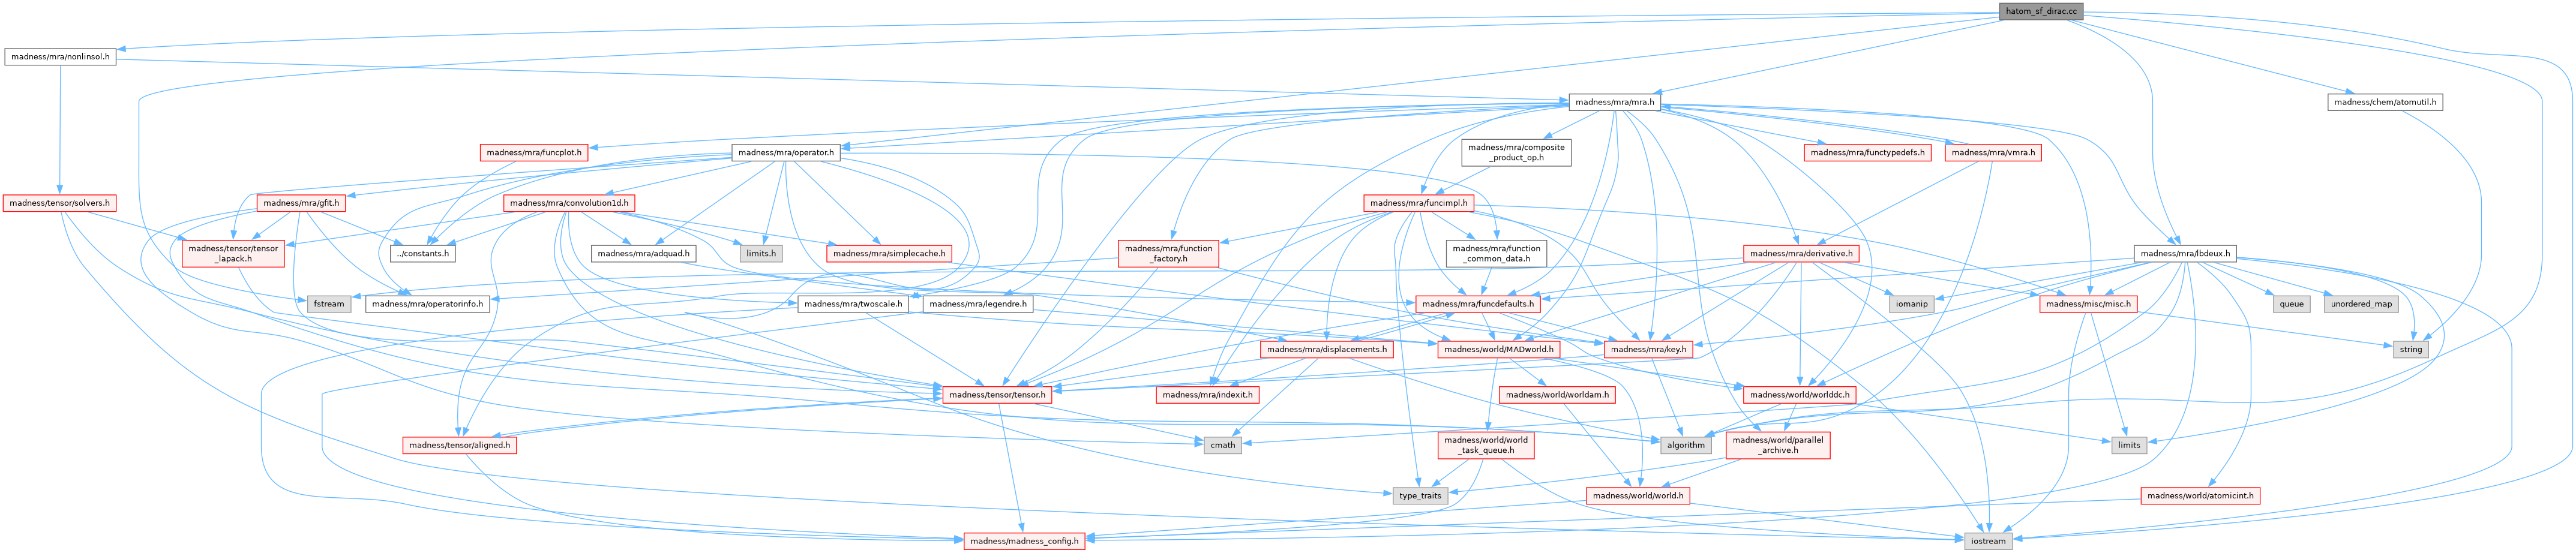 hatom_sf_dirac.cc
madness/mra/nonlinsol.h
madness/mra/mra.h
madness/chem/atomutil.h
madness/mra/funcplot.h
madness/mra/operator.h
madness/mra/composite
_product_op.h
madness/mra/functypedefs.h
madness/mra/vmra.h
madness/tensor/solvers.h
madness/mra/gfit.h
madness/mra/convolution1d.h
madness/mra/funcimpl.h
madness/tensor/tensor
_lapack.h
../constants.h
madness/mra/adquad.h
limits.h
madness/mra/simplecache.h
madness/mra/function
_factory.h
madness/mra/function
_common_data.h
madness/mra/derivative.h
madness/mra/lbdeux.h
fstream
madness/mra/operatorinfo.h
madness/mra/twoscale.h
madness/mra/legendre.h
madness/mra/funcdefaults.h
iomanip
madness/misc/misc.h
queue
unordered_map
madness/mra/displacements.h
madness/world/MADworld.h
madness/mra/key.h
string
madness/tensor/tensor.h
madness/mra/indexit.h
madness/world/worldam.h
madness/world/worlddc.h
madness/tensor/aligned.h
cmath
madness/world/world
_task_queue.h
algorithm
madness/world/parallel
_archive.h
limits
type_traits
madness/world/world.h
madness/world/atomicint.h
madness/madness_config.h
iostream